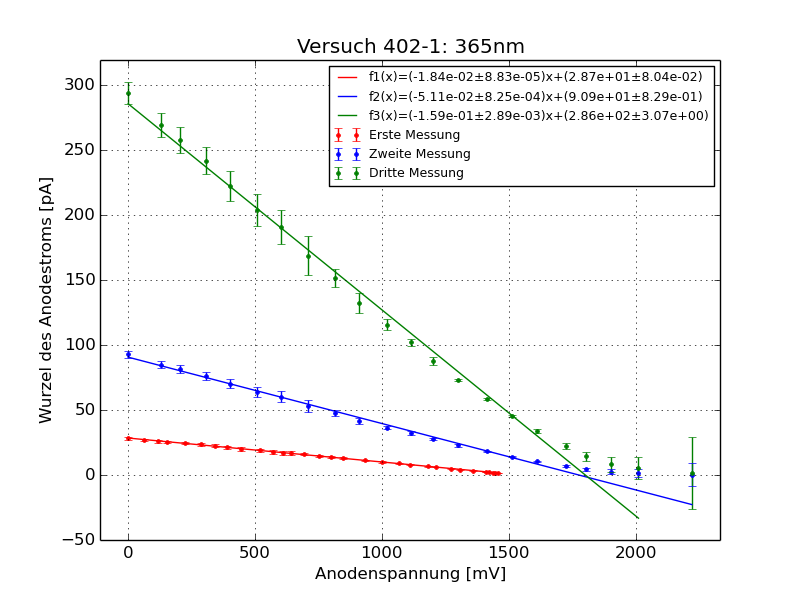 Versuch 402-1: 365nm
f1(x)=(-1.84e-02±8.83e-05)x+(2.87e+01±8.04e-02)
f2(x)=(-5.11e-02±8.25e-04)x+(9.09e+01±8.29e-01)
f3(x)=(-1.59e-01±2.89e-03)x+(2.86e+02±3.07e+00)
Erste Messung
Zweite Messung
Dritte Messung
Wurzel des Anodestroms [pA]
300
250
200
150
100
50
0
−50
0 500 1000 1500 2000
Anodenspannung [mV]